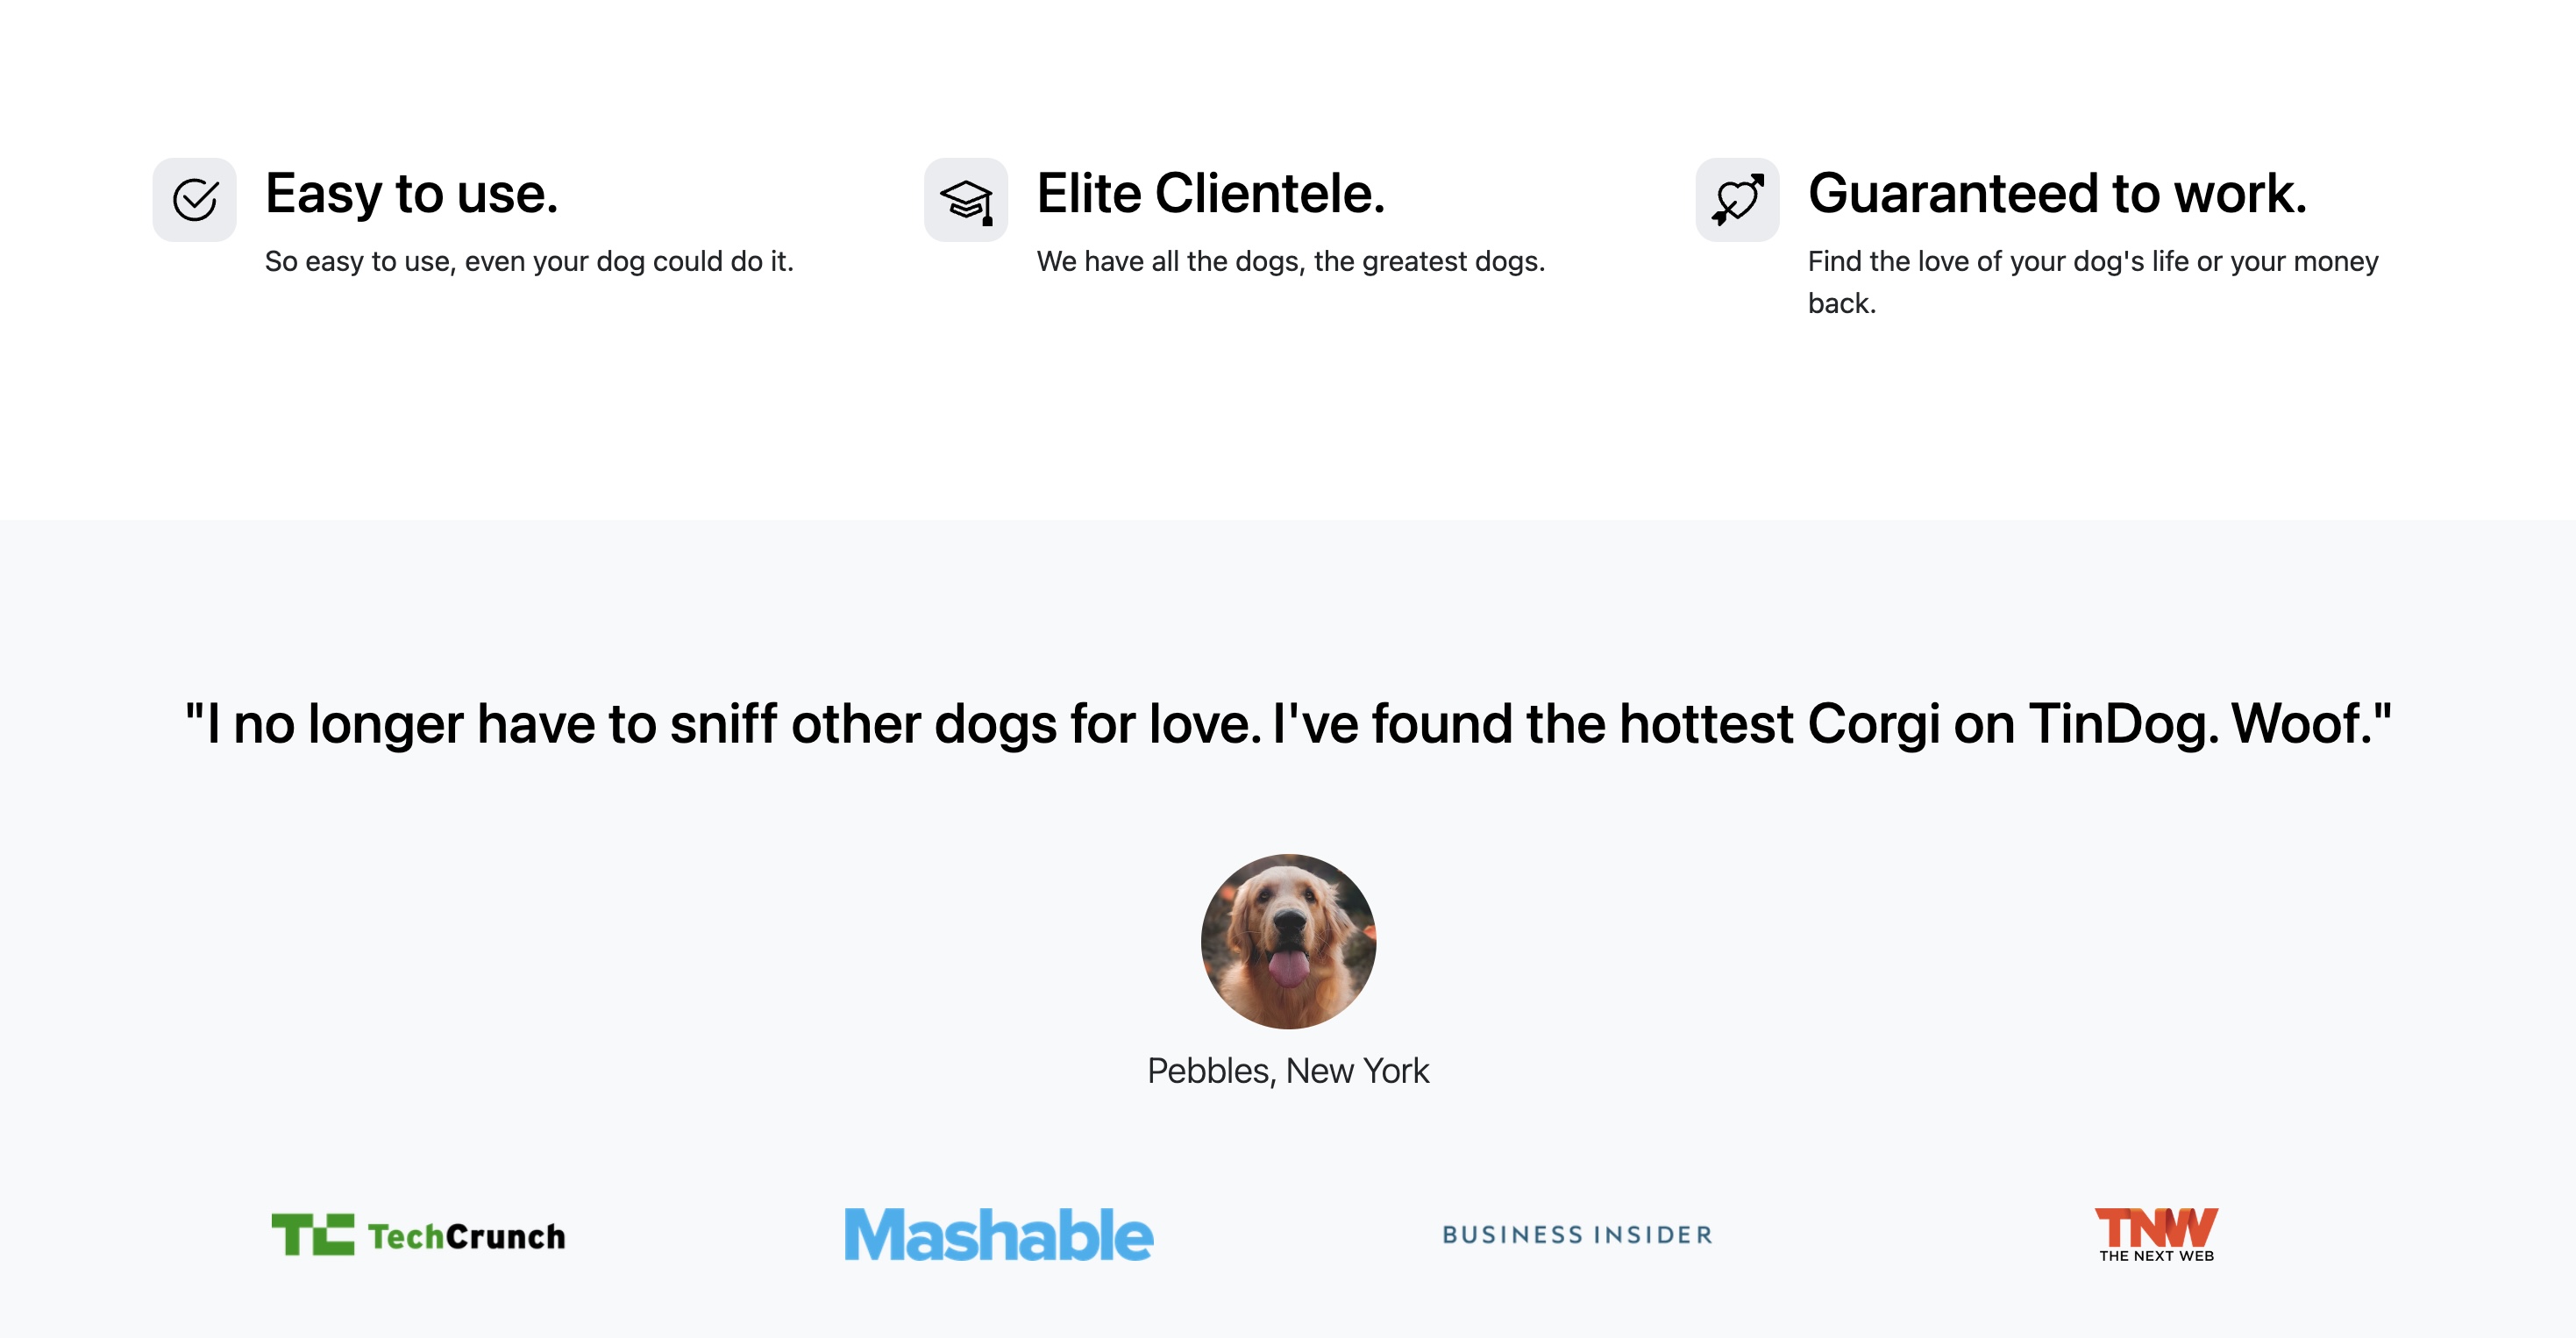 Easy to use.
So easy to use, even your dog could do it.
Elite Clientele.
We have all the dogs, the greatest dogs.
Guaranteed to work.
Find the love of your dog's life or your money
back.
"I no longer have to sniff other dogs for love. I've found the hottest Corgi on TinDog. Woof."
Pebbles, New York
TC TechCrunch
Mashable
BUSINESS INSIDER
TNW
THE NEXT WEB